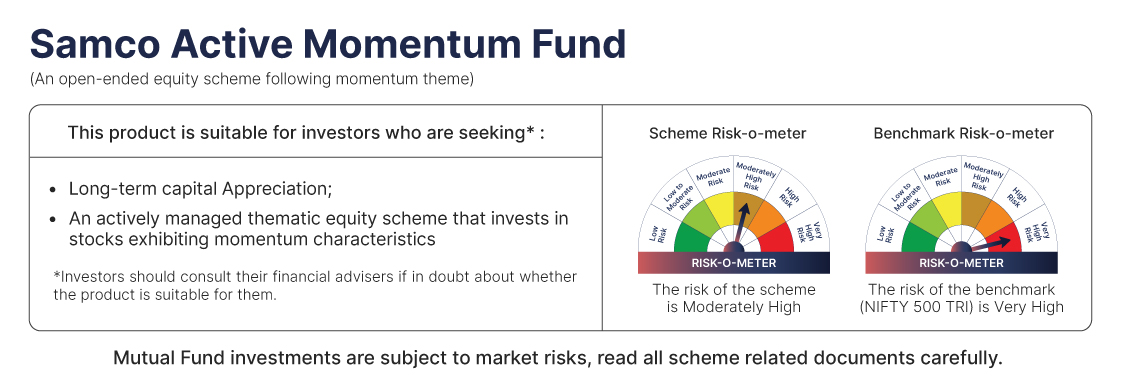 Samco Active Momentum Fund
(An open-ended equity scheme following momentum theme)
This product is suitable for investors who are seeking* :
• Long-term capital Appreciation;
• An actively managed thematic equity scheme that invests in
stocks exhibiting momentum characteristics
*Investors should consult their financial advisers if in doubt about whether
the product is suitable for them.
Scheme Risk-o-meter
Low
Risk
Low to
Moderate
Risk
Moderate
Risk
Moderately
High
Risk
High
Risk
Very
High
Risk
RISK-O-METER
The risk of the scheme
is Moderately High
Benchmark Risk-o-meter
Low
Risk
Low to
Moderate
Risk
Moderate
Risk
Moderately
High
Risk
High
Risk
Very
High
Risk
RISK-O-METER
The risk of the benchmark
(NIFTY 500 TRI) is Very High
Mutual Fund investments are subject to market risks, read all scheme related documents carefully.